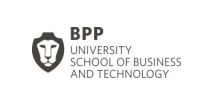 BPP
UNIVERSITY
SCHOOL OF BUSINESS
AND TECHNOLOGY